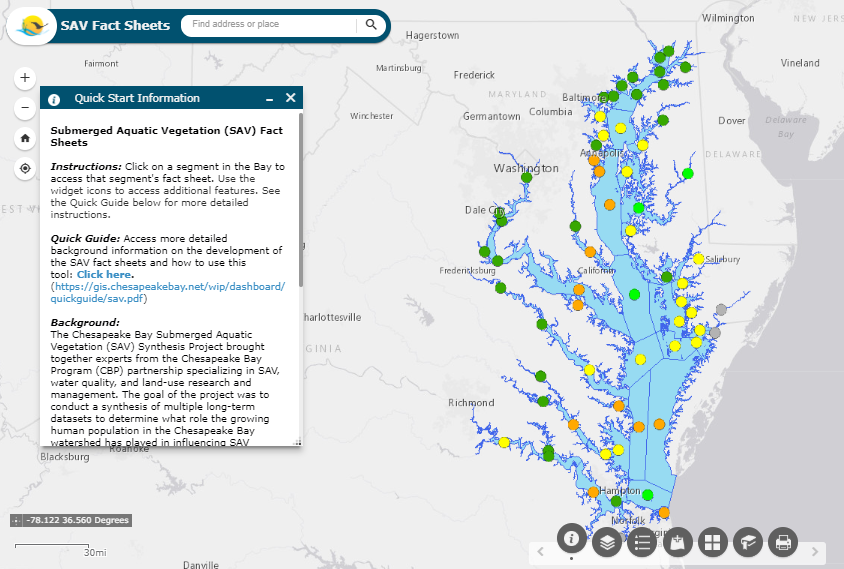 SAV Fact Sheets
Find address or place
Wilmington
NEW JERS
Hagerstown
Vineland
Fairmont
Martinsburg
Frederick
MARYLAND
Baltimore
Columbia
Winchester
Germantown
Dover
Delaware
Bay
Annapolis
DELAWARE
Washington
Dale City
Salisbury
Fredericksburg
California
harlottesville
GINIA
Richmond
Roanoke
Blacksburg
Hampton
Norfolk
Danville
Quick Start Information
Submerged Aquatic Vegetation (SAV) Fact
Sheets
Instructions: Click on a segment in the Bay to
access that segment's fact sheet. Use the
widget icons to access additional features. See
the Quick Guide below for more detailed
instructions.
Quick Guide: Access more detailed
background information on the development of
the SAV fact sheets and how to use this
tool: Click here.
(https://gis.chesapeakebay.net/wip/dashboard/
quickguide/sav.pdf)
Background:
The Chesapeake Bay Submerged Aquatic
Vegetation (SAV) Synthesis Project brought
together experts from the Chesapeake Bay
Program (CBP) partnership specializing in SAV,
water quality, and land-use research and
management. The goal of the project was to
conduct a synthesis of multiple long-term
datasets to determine what role the growing
human population in the Chesapeake Bay
watershed has played in influencing SAV
-78.122 36.560 Degrees
30mi